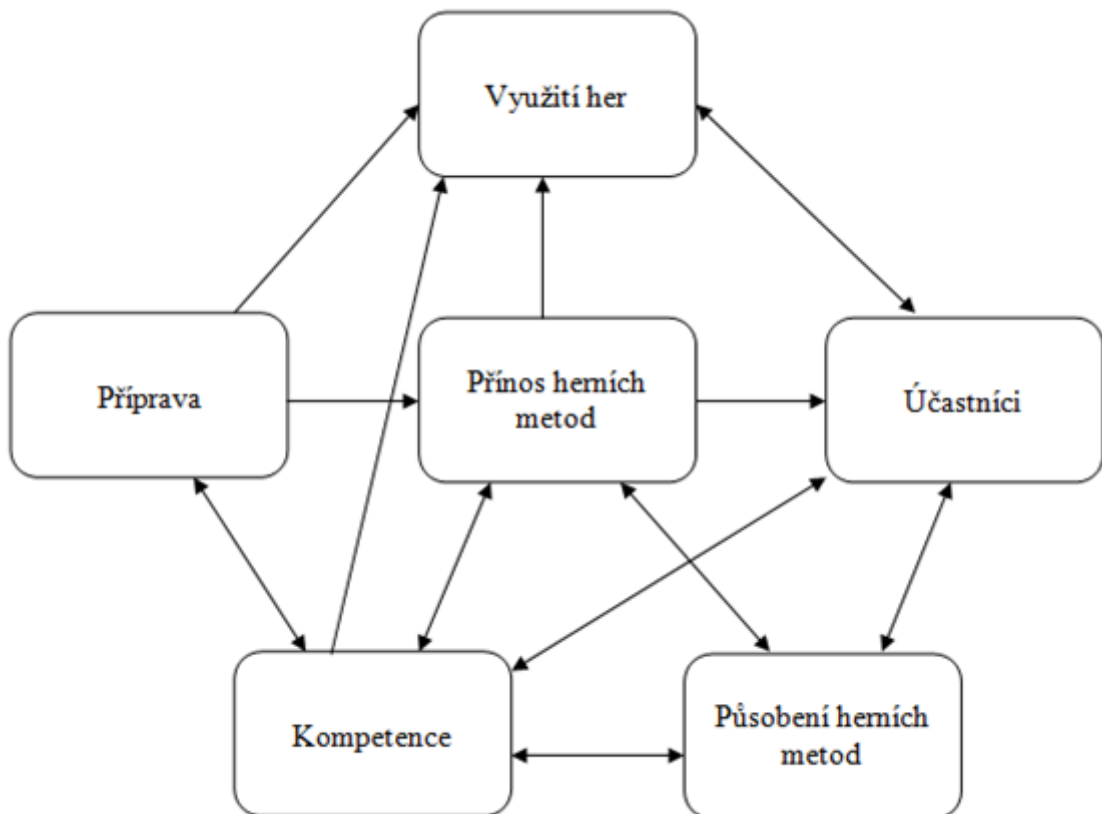 Využití her
Příprava
Přínos herních
metod
Účastníci
Kompetence
Působení herních
metod